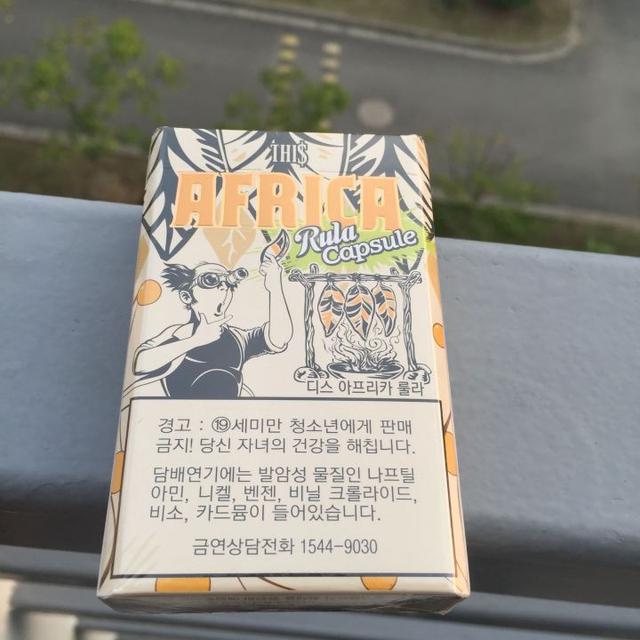 THIS
AFRICA
Rula
Capsule
디스 아프리카 룰라
경고 : ⑲세미만 청소년에게 판매
금지! 당신 자녀의 건강을 해칩니다.
담배연기에는 발암성 물질인 나프틸
아민, 니켈, 벤젠, 비닐 크롤라이드,
비소, 카드뮴이 들어있습니다.
금연상담전화 1544-9030